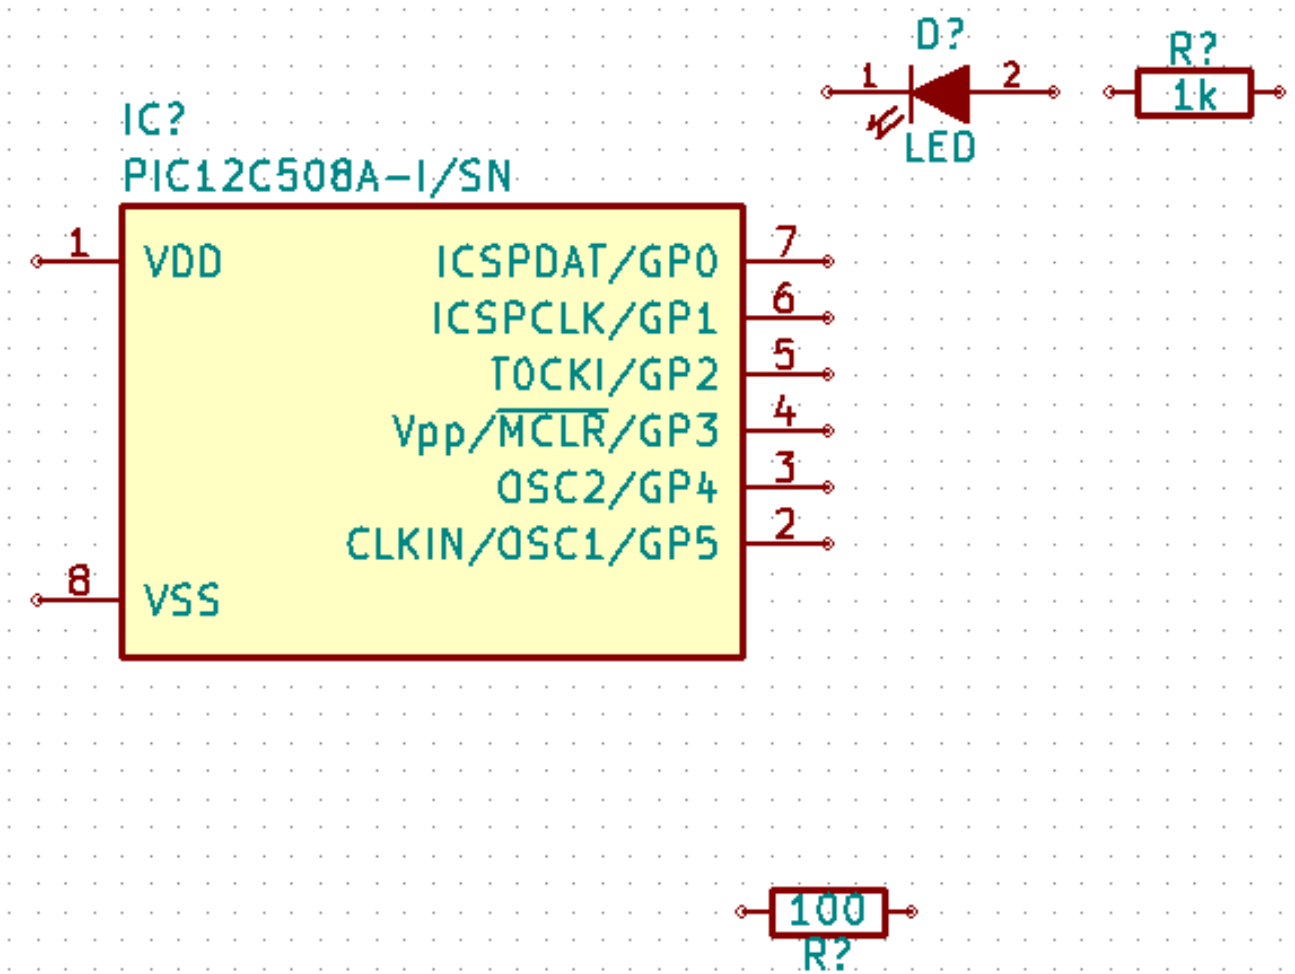 D?
1 2
LED
R?
1k
IC?
PIC12C508A-I/SN
1 VDD
ICSPDAT/GP0 7
ICSPCLK/GP1 6
T0CKI/GP2 5
Vpp/MCLR/GP3 4
OSC2/GP4 3
CLKIN/OSC1/GP5 2
8 VSS
100
R?